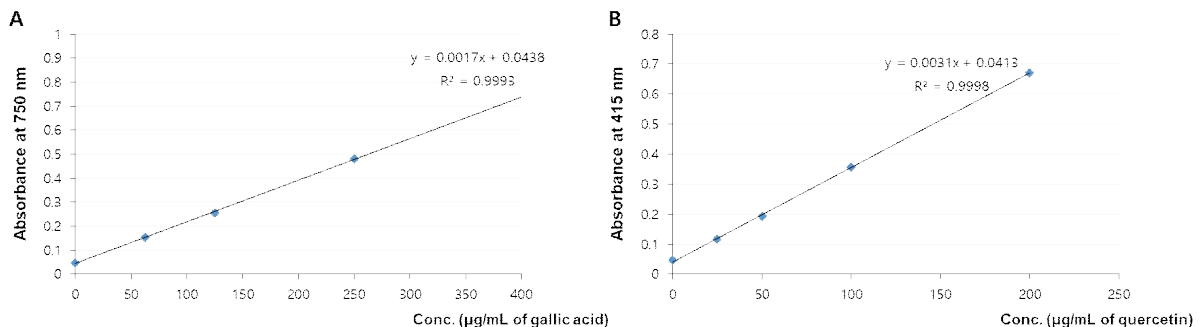 A
Absorbance at 750 nm
1
0.9
0.8
0.7
0.6
0.5
0.4
0.3
0.2
0.1
0
y = 0.0017x + 0.0438
R² = 0.9993
0 50 100 150 200 250 300 350 400
Conc. (μg/mL of gallic acid)
B
Absorbance at 415 nm
0.8
0.7
0.6
0.5
0.4
0.3
0.2
0.1
0
y = 0.0031x + 0.0413
R² = 0.9998
0 50 100 150 200 250
Conc. (μg/mL of quercetin)